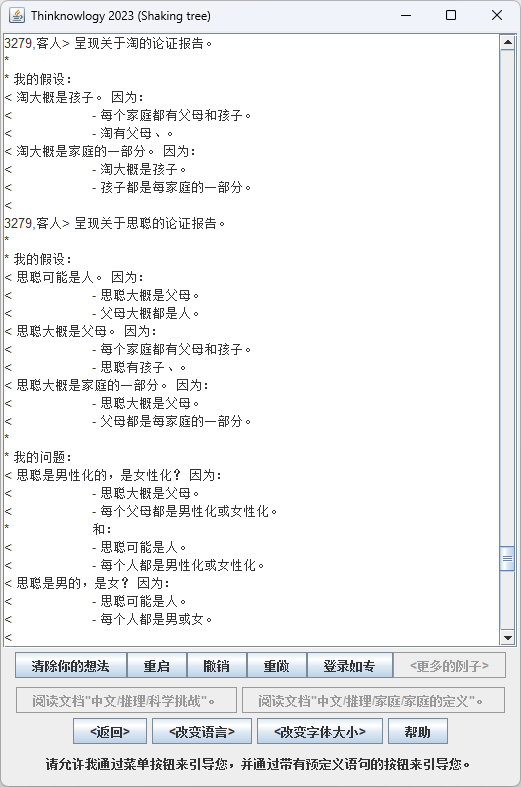 Thinknowlogy 2023 (Shaking tree)
3279,客人> 呈现关于淘的论证报告。
*
* 我的假设：
< 淘大概是孩子。 因为：
< - 每个家庭都有父母和孩子。
< - 淘有父母、。
< 淘大概是家庭的一部分。 因为：
< - 淘大概是孩子。
< - 孩子都是每家庭的一部分。
<
3279,客人> 呈现关于思聪的论证报告。
*
* 我的假设：
< 思聪可能是人。 因为：
< - 思聪大概是父母。
< - 父母大概都是人。
< 思聪大概是父母。 因为：
< - 每个家庭都有父母和孩子。
< - 思聪有孩子、。
< 思聪大概是家庭的一部分。 因为：
< - 思聪大概是父母。
< - 父母都是每家庭的一部分。
*
* 我的问题：
< 思聪是男性化的，是女性化？ 因为：
< - 思聪大概是父母。
< - 每个父母都是男性化或女性化。
* 和：
< - 思聪可能是人。
< - 每个人都是男性化或女性化。
< 思聪是男的，是女？ 因为：
< - 思聪可能是人。
< - 每个人都是男或女。
<
清除你的想法 重启 撤销 重做 登录如专 <更多的例子>
阅读文档"中文/推理/科学挑战"。 阅读文档"中文/推理/家庭/家庭的定义"。
<返回> <改变语言> <改变字体大小> 帮助
请允许我通过菜单按钮来引导您，并通过带有预定义语句的按钮来引导您。